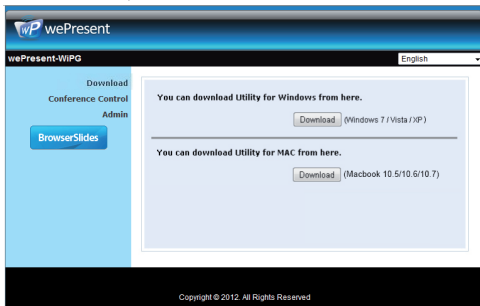 wP wePresent
wePresent-WiPG
English
Download
Conference Control
Admin
BrowserSlides
You can download Utility for Windows from here.
Download (Windows 7 / Vista / XP )
You can download Utility for MAC from here.
Download (Macbook 10.5/10.6/10.7)
Copyright © 2012. All Rights Reserved